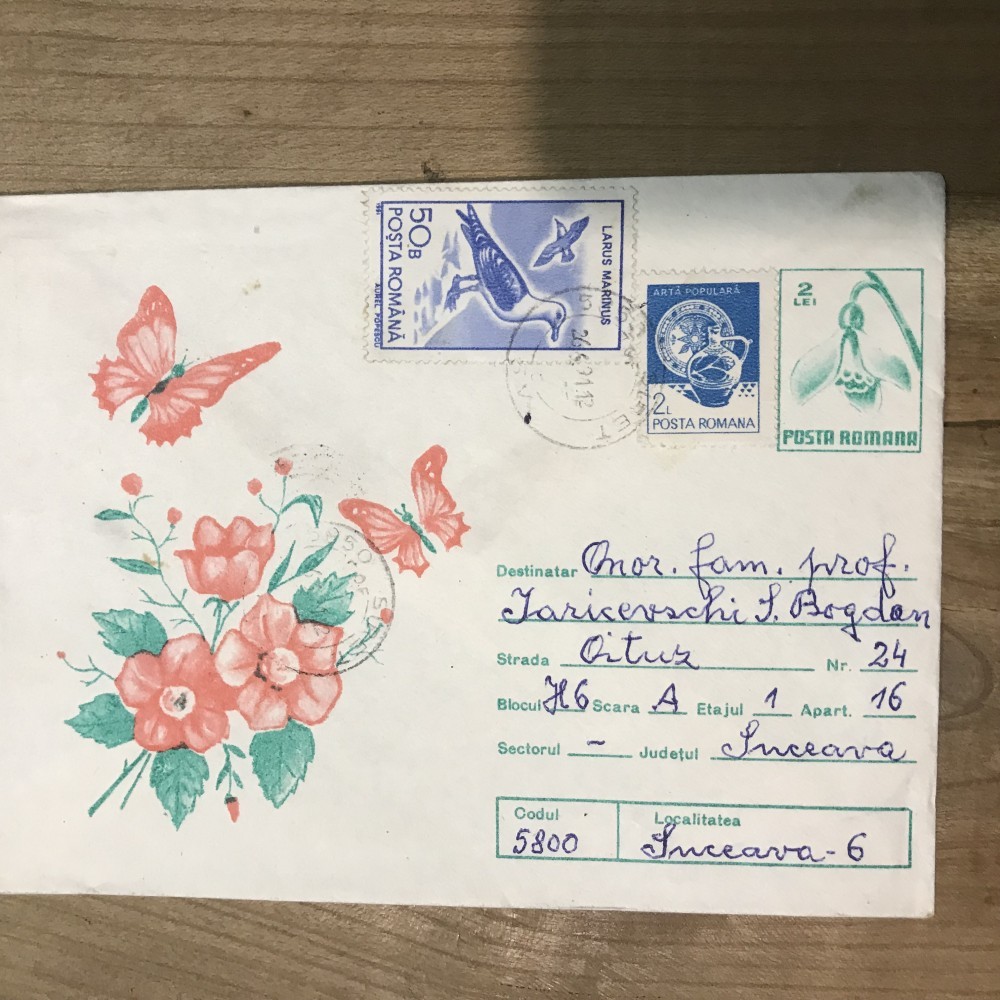 50B
POȘTA ROMÂNĂ
AUREL POPESCU
LARUS MARINUS
ARTĂ POPULARĂ
2L
POSTA ROMANA
2
LEI
POSTA ROMANA
Destinatar Onor. fam. prof.
Iaricevschi S. Bogdan
Strada Oituz Nr. 24
Blocul H6 Scara A Etajul 1 Apart. 16
Sectorul – Județul Suceava
Codul Localitatea
5800 Suceava-6